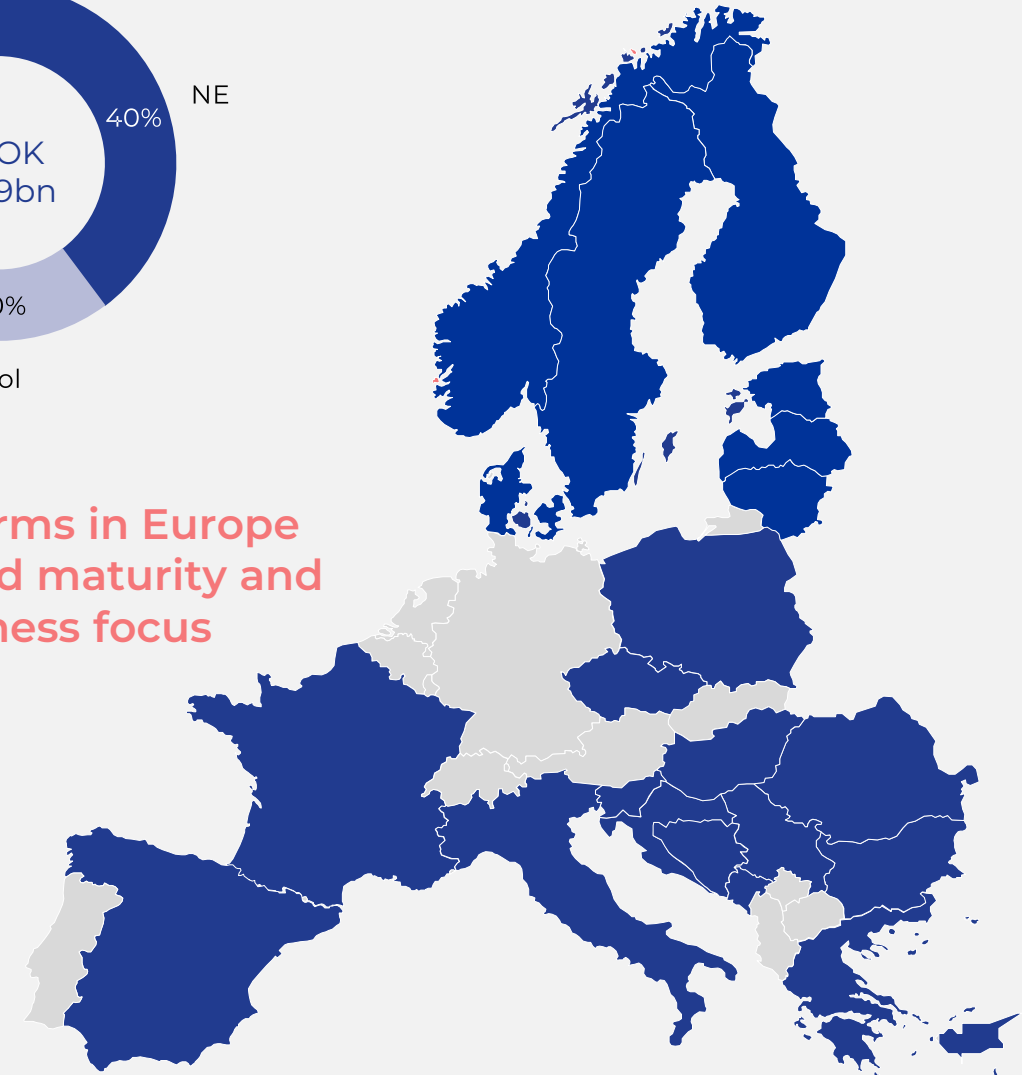 NE
40%
OK
9bn
0%
ol
rms in Europe
d maturity and
ness focus